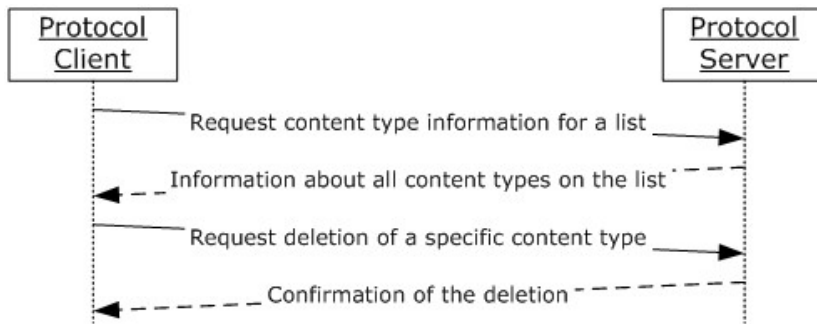 Protocol
Client
Protocol
Server
Request content type information for a list
Information about all content types on the list
Request deletion of a specific content type
Confirmation of the deletion